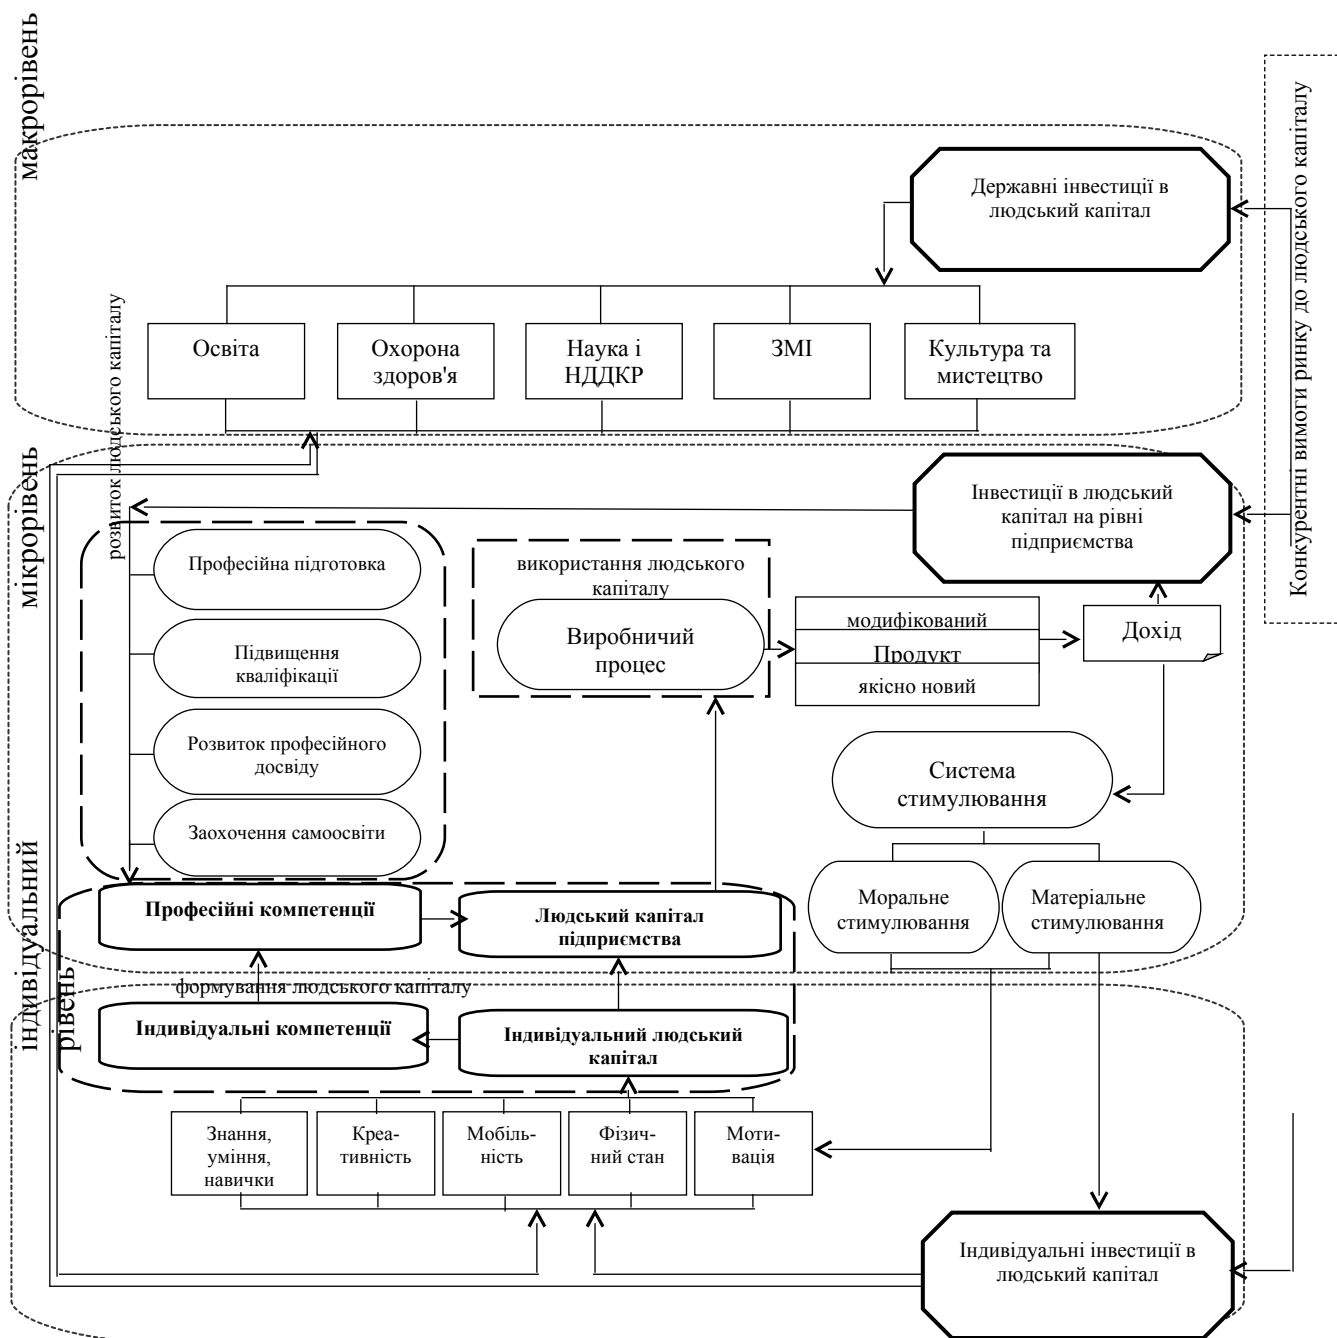 макрорівень
Державні інвестиції в
людський капітал
Конкурентні вимоги ринку до людського капіталу
розвиток людського капіталу
Освіта
Охорона
здоров'я
Наука і
НДДКР
ЗМІ
Культура та
мистецтво
мікрорівень
Інвестиції в людський
капітал на рівні
підприємства
Професійна підготовка
Підвищення
кваліфікації
Розвиток професійного
досвіду
Заохочення самоосвіти
використання людського
капіталу
Виробничий
процес
модифікований
Продукт
якісно новий
Дохід
Система
стимулювання
Моральне
стимулювання
Матеріальне
стимулювання
Професійні компетенції
Людський капітал
підприємства
індивідуальний
рівень
формування людського капіталу
Індивідуальні компетенції
Індивідуальний людський
капітал
Знання,
уміння,
навички
Креа-
тивність
Мобіль-
ність
Фізич-
ний стан
Моти-
вація
Індивідуальні інвестиції в
людський капітал